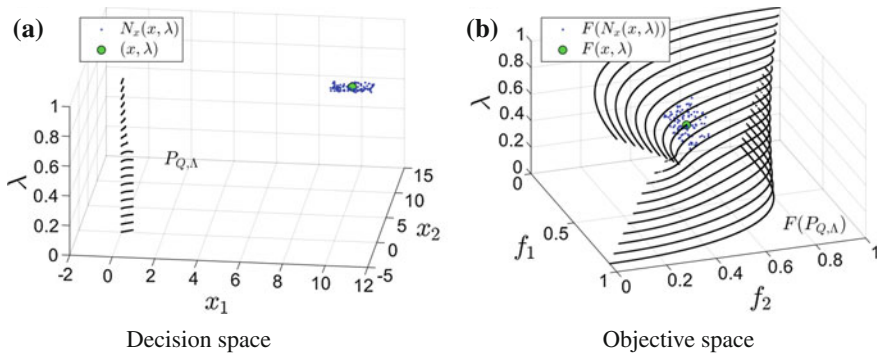 (a)
N_x(x, λ)
(x, λ)
P_{Q,Λ}
λ
1
0.8
0.6
0.4
0.2
0
-2
0
2
4
6
8
10
12
x_1
-5
0
5
10
15
x_2
Decision space
(b)
F(N_x(x, λ))
F(x, λ)
F(P_{Q,Λ})
λ
1
0.8
0.6
0.4
0.2
0
0
0.5
1
f_1
0
0.2
0.4
0.6
0.8
1
f_2
Objective space